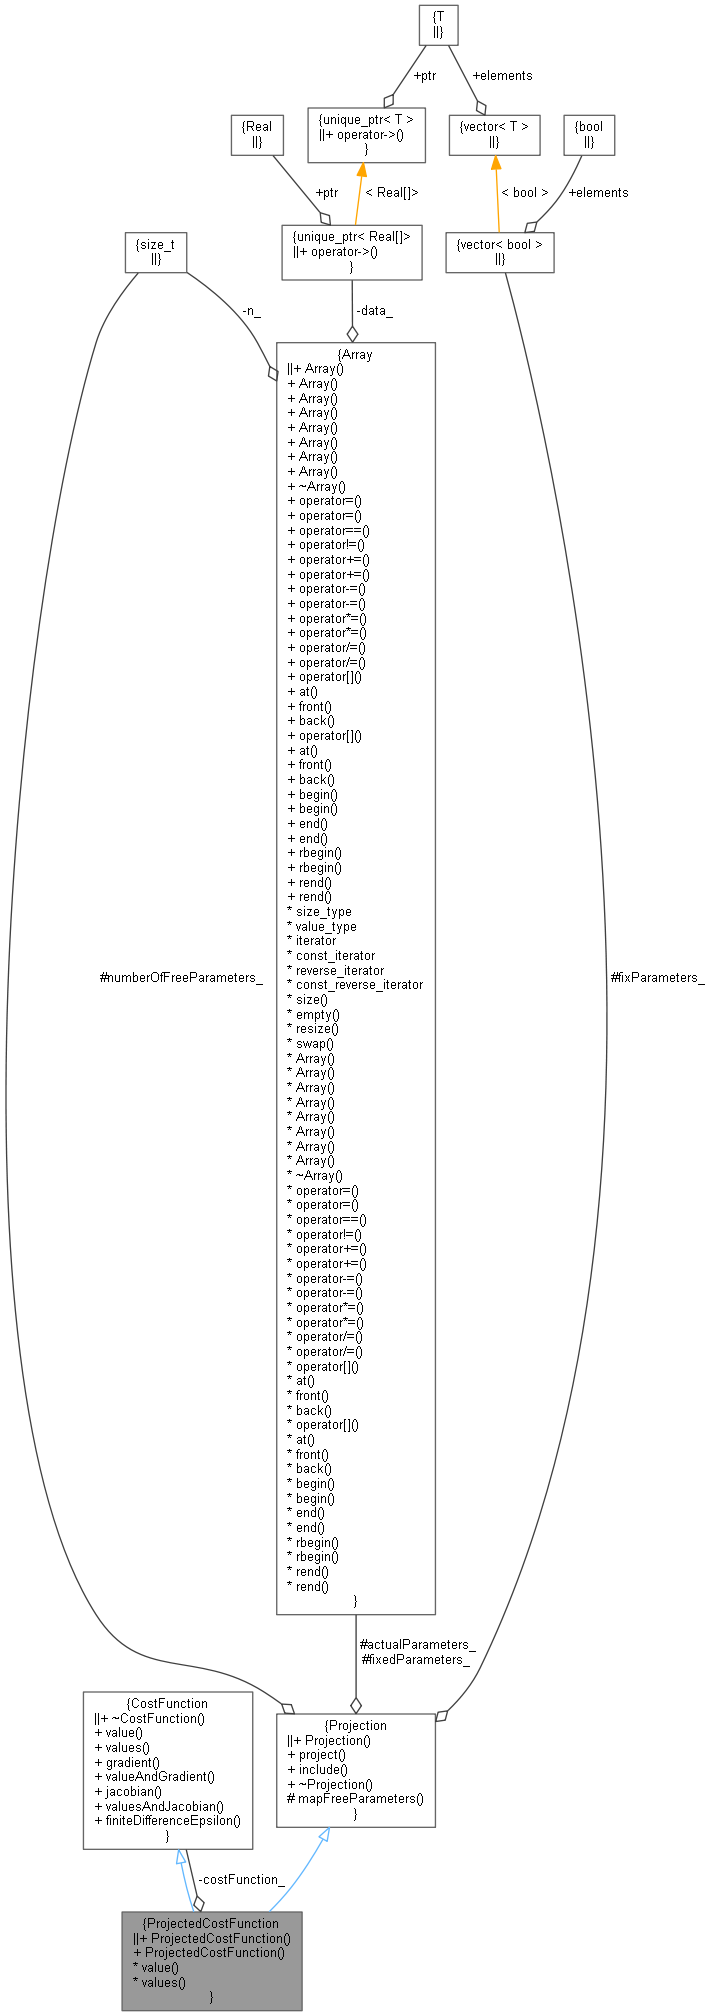 {T
||}
+ptr
+elements
{unique_ptr< T >
||+ operator->()
}
{vector< T >
||}
{Real
||}
{bool
||}
+ptr
< Real[]>
< bool >
+elements
{size_t
||}
{unique_ptr< Real[]>
||+ operator->()
}
{vector< bool >
||}
-n_
-data_
{Array
||+ Array()
+ Array()
+ Array()
+ Array()
+ Array()
+ Array()
+ Array()
+ Array()
+ ~Array()
+ operator=()
+ operator=()
+ operator==()
+ operator!=()
+ operator+=()
+ operator+=()
+ operator-=()
+ operator-=()
+ operator*=()
+ operator*=()
+ operator/=()
+ operator/=()
+ operator[]()
+ at()
+ front()
+ back()
+ operator[]()
+ at()
+ front()
+ back()
+ begin()
+ begin()
+ end()
+ end()
+ rbegin()
+ rbegin()
+ rend()
+ rend()
* size_type
* value_type
* iterator
* const_iterator
* reverse_iterator
* const_reverse_iterator
* size()
* empty()
* resize()
* swap()
* Array()
* Array()
* Array()
* Array()
* Array()
* Array()
* Array()
* Array()
* ~Array()
* operator=()
* operator=()
* operator==()
* operator!=()
* operator+=()
* operator+=()
* operator-=()
* operator-=()
* operator*=()
* operator*=()
* operator/=()
* operator/=()
* operator[]()
* at()
* front()
* back()
* operator[]()
* at()
* front()
* back()
* begin()
* begin()
* end()
* end()
* rbegin()
* rbegin()
* rend()
* rend()
}
#numberOfFreeParameters_
#fixParameters_
#actualParameters_
#fixedParameters_
{CostFunction
||+ ~CostFunction()
+ value()
+ values()
+ gradient()
+ valueAndGradient()
+ jacobian()
+ valuesAndJacobian()
+ finiteDifferenceEpsilon()
}
{Projection
||+ Projection()
+ project()
+ include()
+ ~Projection()
# mapFreeParameters()
}
-costFunction_
{ProjectedCostFunction
||+ ProjectedCostFunction()
+ ProjectedCostFunction()
* value()
* values()
}